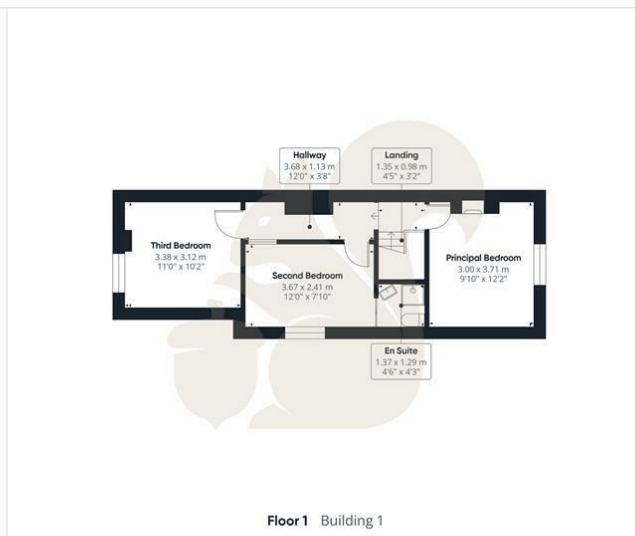 Hallway
3.68 x 1.13 m
12'0" x 3'8"
Landing
1.35 x 0.98 m
4'5" x 3'2"
Third Bedroom
3.38 x 3.12 m
11'0" x 10'2"
Second Bedroom
3.67 x 2.41 m
12'0" x 7'10"
Principal Bedroom
3.00 x 3.71 m
9'10" x 12'2"
En Suite
1.37 x 1.29 m
4'6" x 4'3"
Floor 1 Building 1